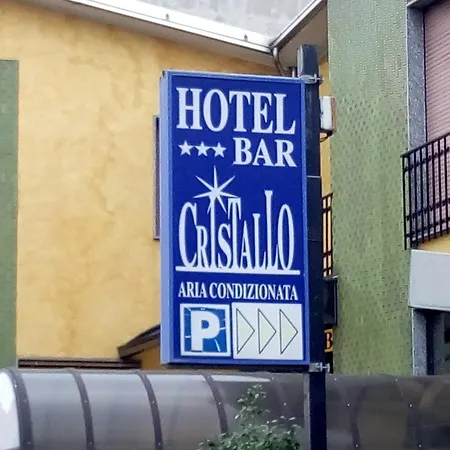 HOTEL
★★★ BAR
CRISTALLO
ARIA CONDIZIONATA
P